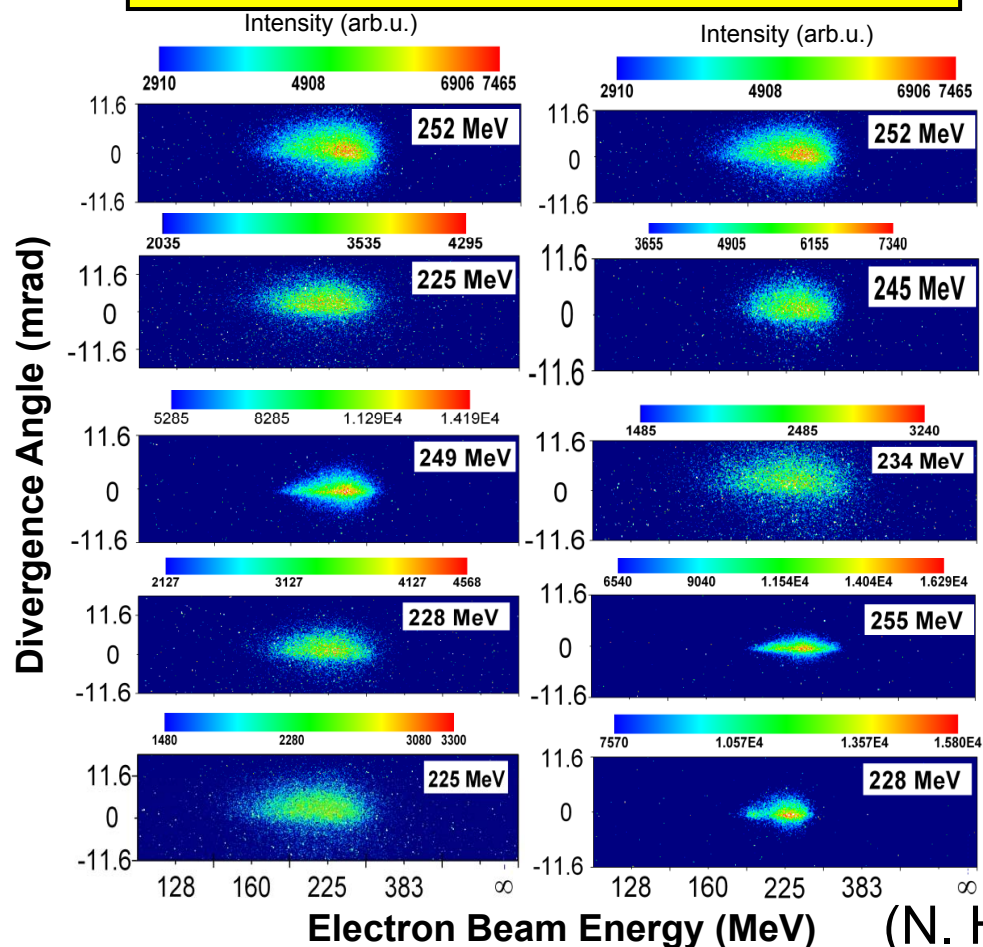 Intensity (arb.u.)
2910 4908 6906 7465
11.6
0
-11.6
252 MeV
2035 3535 4295
11.6
0
-11.6
225 MeV
5285 8285 1.129E4 1.419E4
11.6
0
-11.6
249 MeV
2127 3127 4127 4568
11.6
0
-11.6
228 MeV
1480 2280 3080 3300
11.6
0
-11.6
225 MeV
128 160 225 383 ∞
Intensity (arb.u.)
2910 4908 6906 7465
11.6
0
-11.6
252 MeV
3655 4905 6155 7340
11.6
0
-11.6
245 MeV
1485 2485 3240
11.6
0
-11.6
234 MeV
6540 9040 1.154E4 1.404E4 1.629E4
11.6
0
-11.6
255 MeV
7570 1.057E4 1.357E4 1.580E4
11.6
0
-11.6
228 MeV
128 160 225 383 ∞
Divergence Angle (mrad)
Electron Beam Energy (MeV)
(N. H